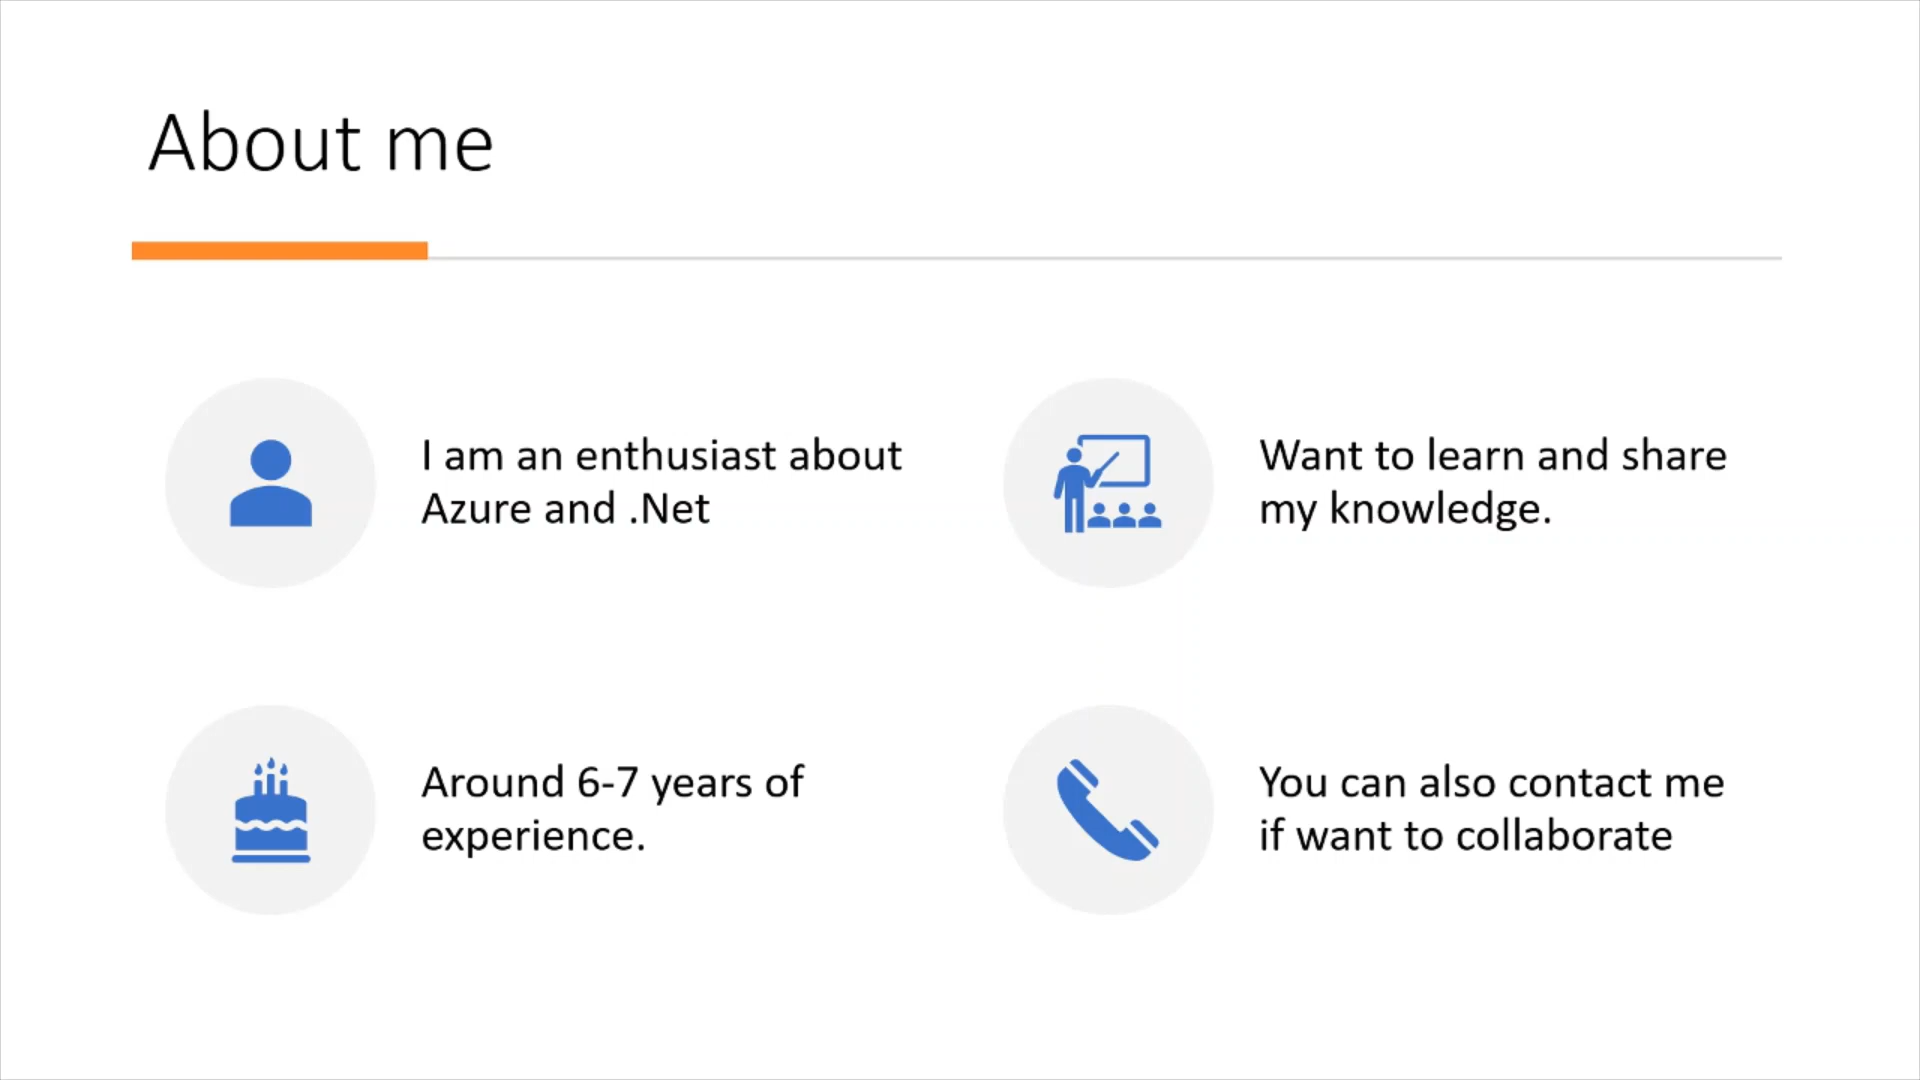 About me
I am an enthusiast about
Azure and .Net
Want to learn and share
my knowledge.
Around 6-7 years of
experience.
You can also contact me
if want to collaborate